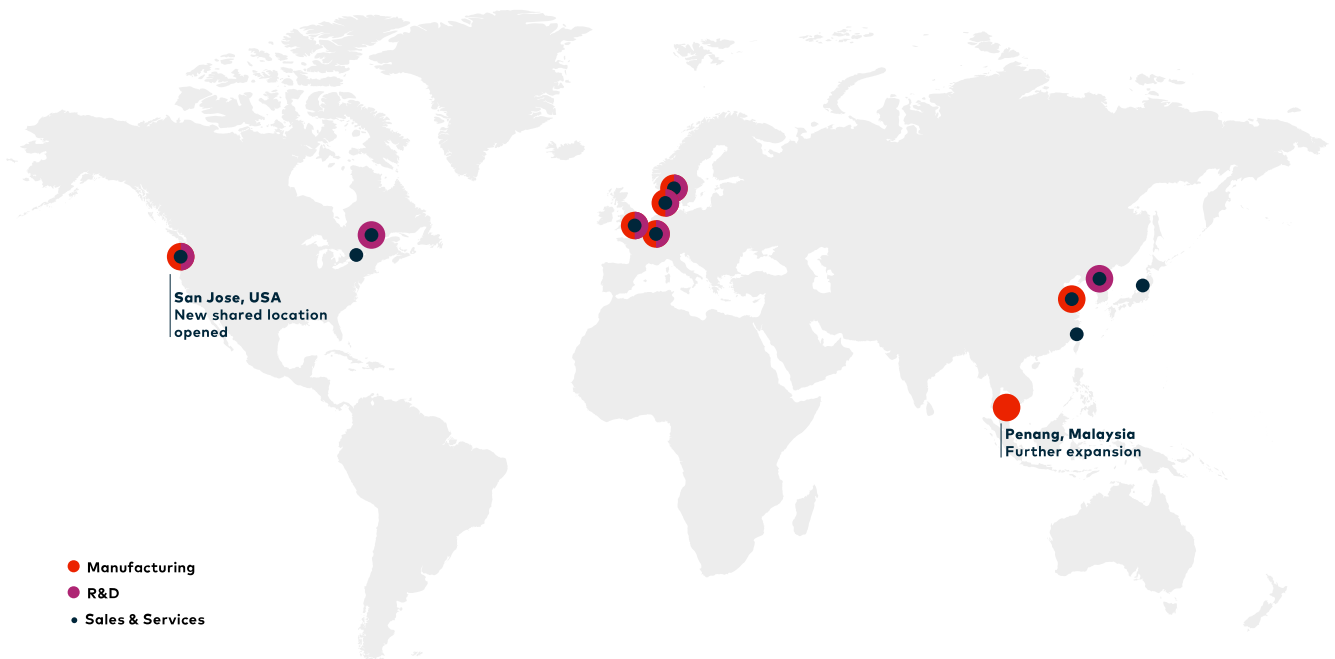 San Jose, USA
New shared location
opened
Penang, Malaysia
Further expansion
Manufacturing
R&D
Sales & Services